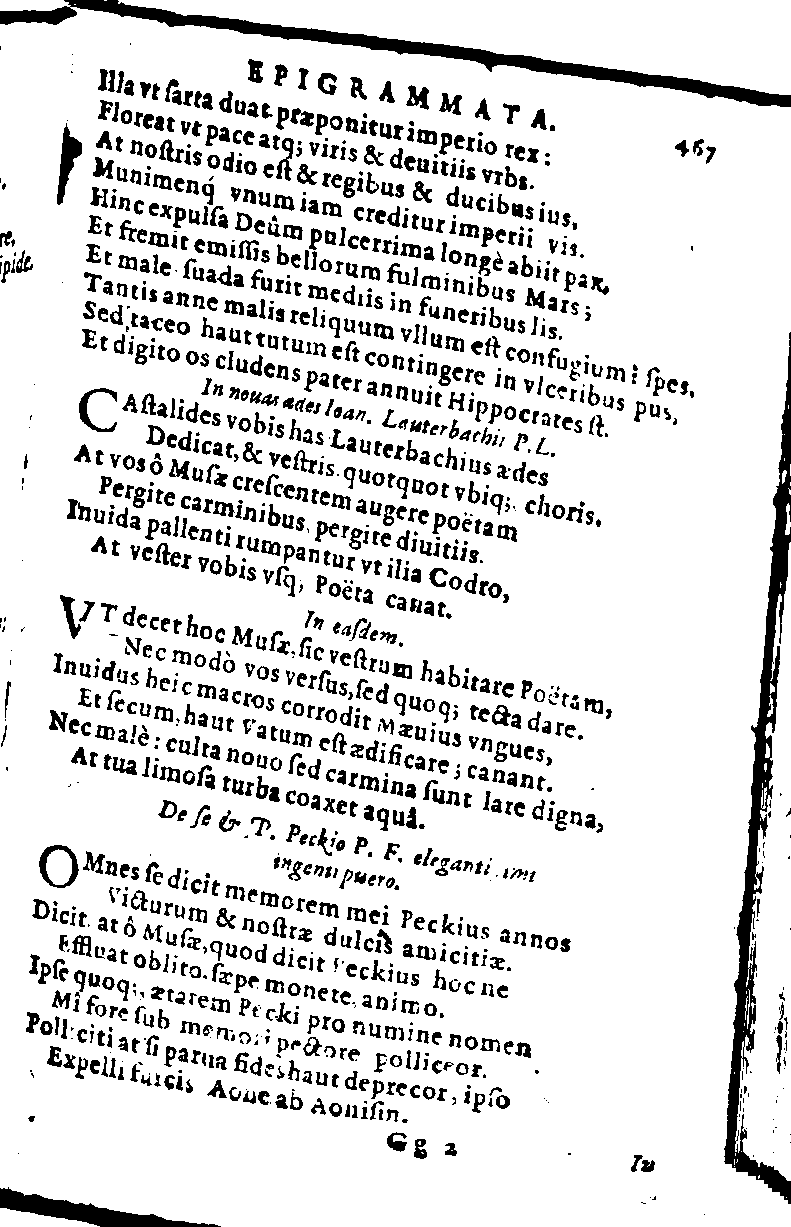 EPIGRAMMATA.
467
Illa vt ſarta duat præponitur imperio rex:
Floreat vt pace atq; viris & deuitiis vrbs.
At noſtris odio eſt & regibus & ducibus ius,
Munimenq́ vnum iam creditur imperii vis.
Hinc expulſa Deûm pulcerrima longè abiit pax,
Et fremit emiſſis bellorum fulminibus Mars;
Et male ſuada furit mediis in funeribus lis.
Tantis anne malis reliquum vllum eſt confugium? ſpes.
Sed taceo haut tutum eſt contingere in vlceribus pus,
Et digito os cludens pater annuit Hippocrates ſt.
In nouas ædes Ioan. Lauterbachii P. L.
CAſtalides vobis has Lauterbachius ædes
Dedicat, & veſtris quotquot vbiq; choris.
At vos ô Muſæ creſcentem augere poëtam
Pergite carminibus, pergite diuitiis.
Inuida pallenti rumpantur vt ilia Codro,
At veſter vobis vſq; Poëta canat.
In eaſdem.
VT decet hoc Muſæ, ſic veſtrum habitare Poëtam,
Nec modò vos verſus, ſed quoq; tecta dare.
Inuidus heic macros corrodit Mæuius vngues,
Et ſecum, haut Vatum eſt ædificare; canant.
Nec malè: culta nouo ſed carmina ſunt lare digna,
At tua limoſa turba coaxet aquâ.
De ſe & T. Peckio P. F. eleganti
ingenii puero.
OMnes ſe dicit memorem mei Peckius annos
Victurum & noſtræ dulcis amicitiæ.
Dicit. at ô Muſæ, quod dicit Peckius hoc ne
Effluat oblito. ſæpe monete, animo.
Ipſe quoq;, ætarem Pecki pro numine nomen
Mî fore ſub memori pectore polliceor.
Polliciti at ſi parua fides haut deprecor, ipſo
Expelli furcis Aone ab Aoniſin.
Gg 2
In